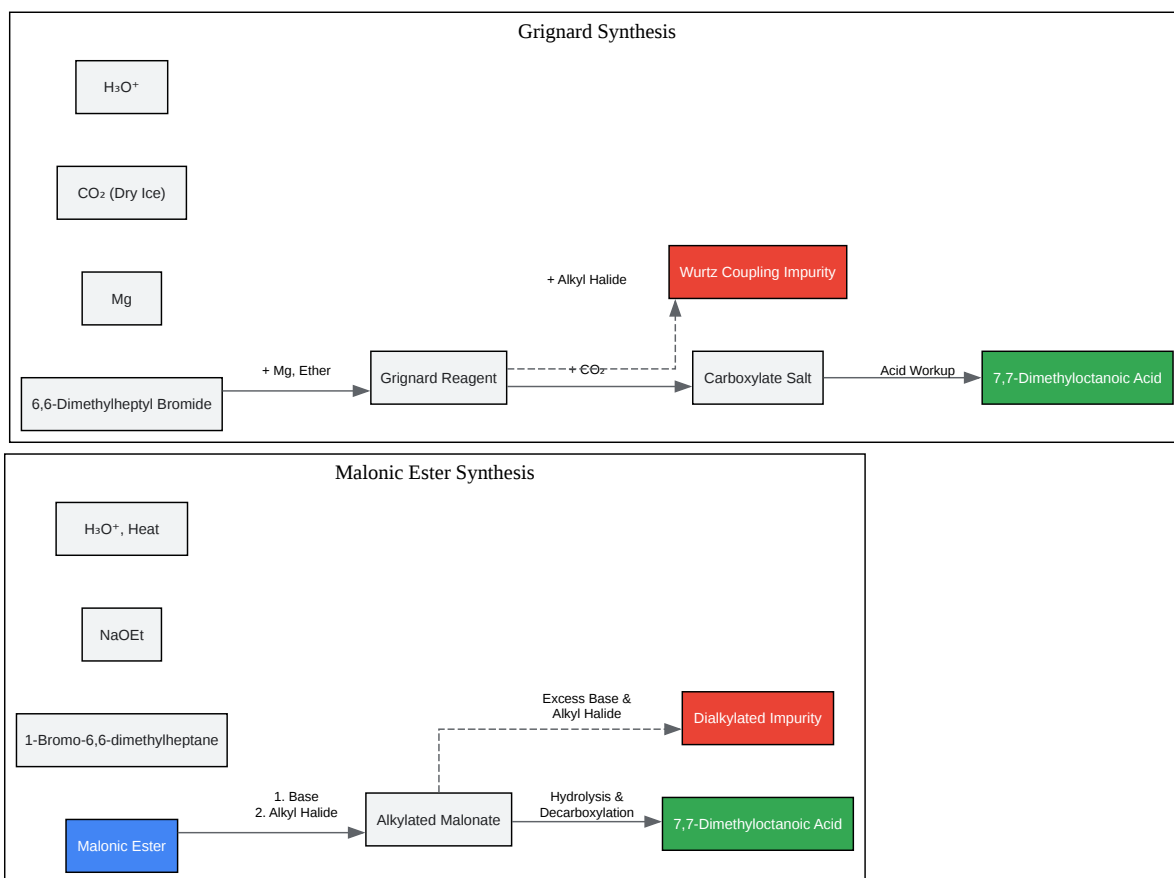 Grignard Synthesis
H₃O⁺
CO₂ (Dry Ice)
Mg
Wurtz Coupling Impurity
+ Alkyl Halide
+ Mg, Ether
+ CO₂
Acid Workup
6,6-Dimethylheptyl Bromide
Grignard Reagent
Carboxylate Salt
7,7-Dimethyloctanoic Acid
Malonic Ester Synthesis
H₃O⁺, Heat
NaOEt
1-Bromo-6,6-dimethylheptane
Excess Base &
Alkyl Halide
Dialkylated Impurity
1. Base
2. Alkyl Halide
Hydrolysis &
Decarboxylation
Malonic Ester
Alkylated Malonate
7,7-Dimethyloctanoic Acid